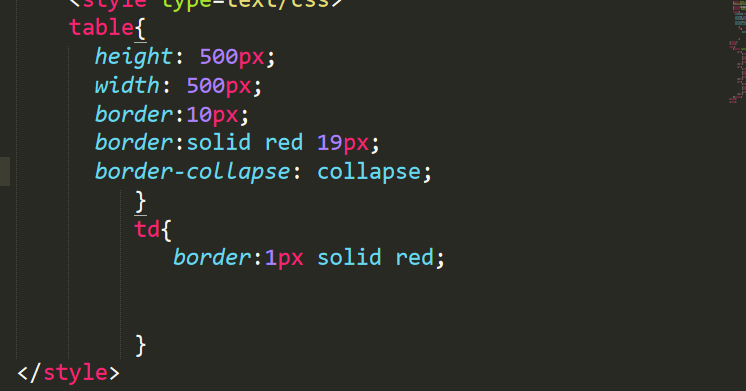 <style type=text/css>
table{
height: 500px;
width: 500px;
border:10px;
border:solid red 19px;
border-collapse: collapse;
}
td{
border:1px solid red;
}
</style>